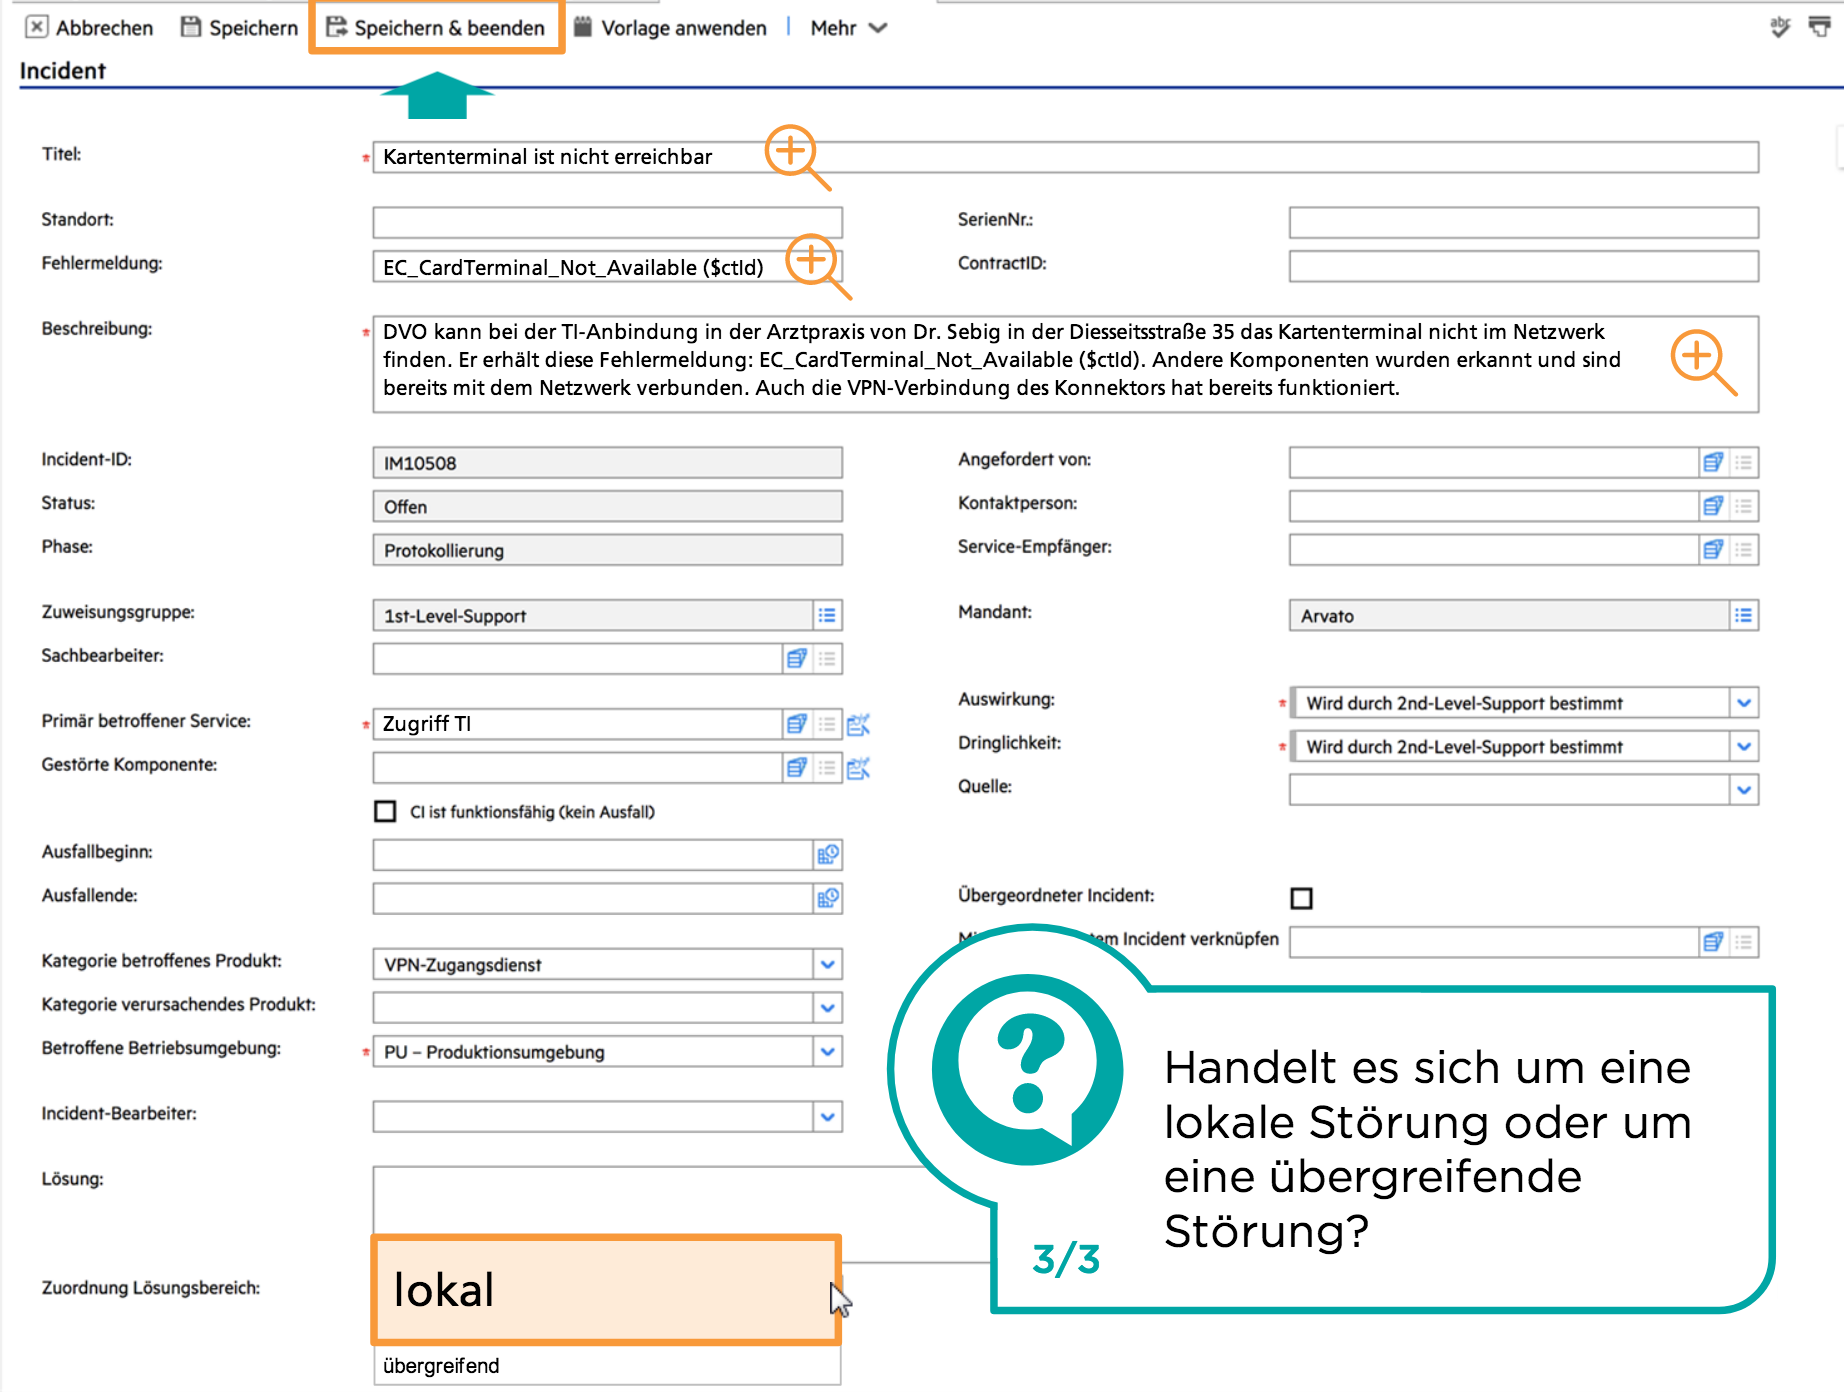 Abbrechen Speichern Speichern & beenden Vorlage anwenden | Mehr abc
Incident
Titel: * Kartenterminal ist nicht erreichbar
Standort: SerienNr.:
Fehlermeldung: EC_CardTerminal_Not_Available ($ctId) ContractID:
Beschreibung: * DVO kann bei der TI-Anbindung in der Arztpraxis von Dr. Sebig in der Diesseitsstraße 35 das Kartenterminal nicht im Netzwerk
finden. Er erhält diese Fehlermeldung: EC_CardTerminal_Not_Available ($ctId). Andere Komponenten wurden erkannt und sind
bereits mit dem Netzwerk verbunden. Auch die VPN-Verbindung des Konnektors hat bereits funktioniert.
Incident-ID: IM10508 Angefordert von:
Status: Offen Kontaktperson:
Phase: Protokollierung Service-Empfänger:
Zuweisungsgruppe: 1st-Level-Support Mandant: Arvato
Sachbearbeiter:
Auswirkung: * Wird durch 2nd-Level-Support bestimmt
Primär betroffener Service: * Zugriff TI
Dringlichkeit: * Wird durch 2nd-Level-Support bestimmt
Gestörte Komponente:
Quelle:
CI ist funktionsfähig (kein Ausfall)
Ausfallbeginn:
Ausfallende: Übergeordneter Incident:
Incident verknüpfen
Kategorie betroffenes Produkt: VPN-Zugangsdienst
Kategorie verursachendes Produkt:
Betroffene Betriebsumgebung: * PU – Produktionsumgebung
Incident-Bearbeiter:
Lösung:
Zuordnung Lösungsbereich: lokal
übergreifend
?
Handelt es sich um eine
lokale Störung oder um
eine übergreifende
Störung?
3/3